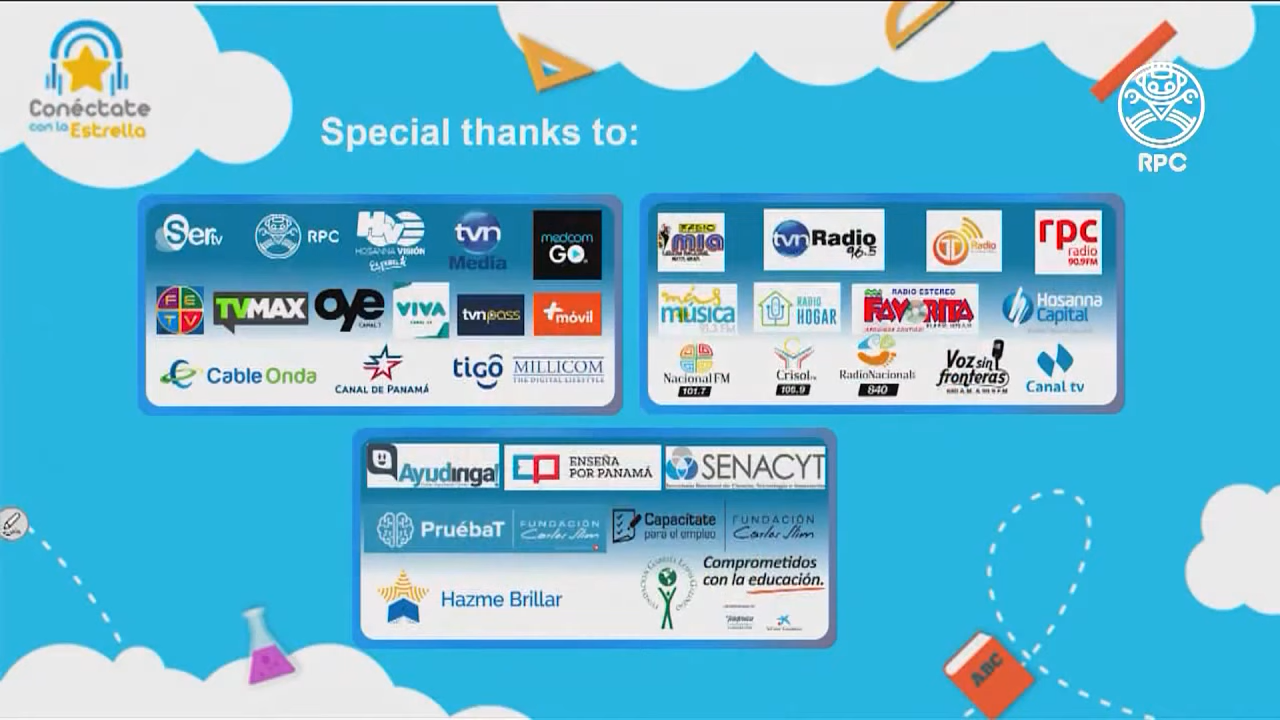 Conéctate
con la Estrella
RPC
Special thanks to:
Sertv
RPC
HOSANNA VISIÓN
tvn
Media
medcom
GO
FETV
TVMAX
OYE
VIVA
tvnpass
+móvil
Cable Onda
CANAL DE PANAMÁ
tigo
MILLICOM
THE DIGITAL LIFESTYLE
RADIO
MIA
tvn Radio
96.5
Radio
rpc
radio
90.9FM
más
música
RADIO
HOGAR
RADIO ESTEREO
FAVORITA
Hosanna
Capital
Nacional FM
101.7
Crisol FM
RadioNacional
840
Voz sin
fronteras
Canal tv
Ayudinga!
ENSEÑA
POR PANAMÁ
SENACYT
PruébaT
FUNDACIÓN
Carlos Slim
Capacítate
para el empleo
FUNDACIÓN
Carlos Slim
Hazme Brillar
Comprometidos
con la educación.
ABC